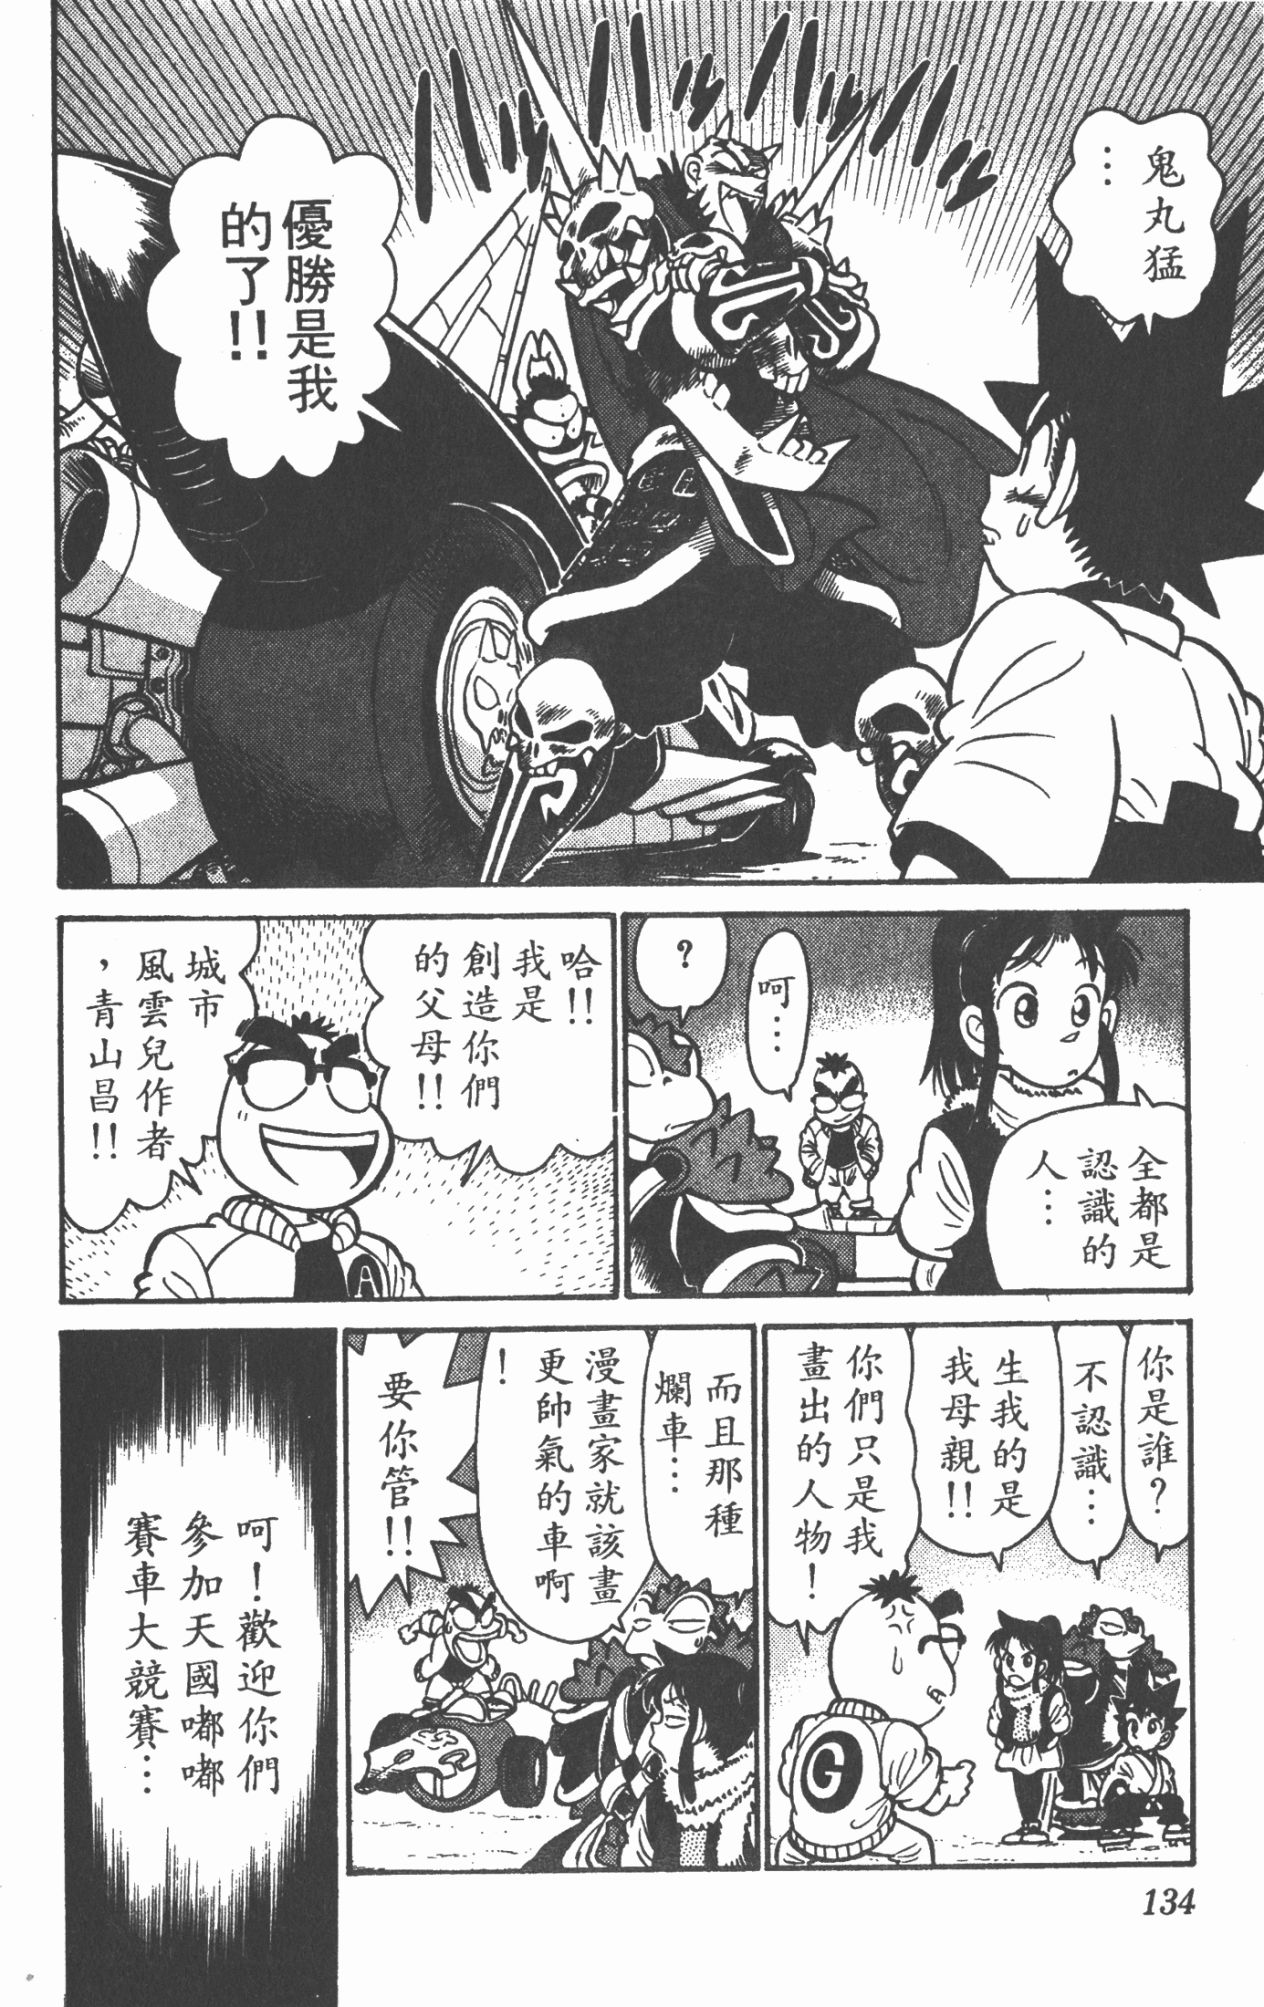 鬼丸猛
…
優勝是我
的了!!
全都是
認識的
人…
呵…
?
哈!!
我是
創造你們
的父母!!
城市
風雲兒作者
，青山昌!!
你是誰?
不認識…
生我的是
我母親!!
你們只是我
畫出的人物!
G
而且那種
爛車…
漫畫家就該畫
更帥氣的車啊
!
要你管!!
呵!歡迎你們
參加天國嘟嘟
賽車大競賽…
A
134